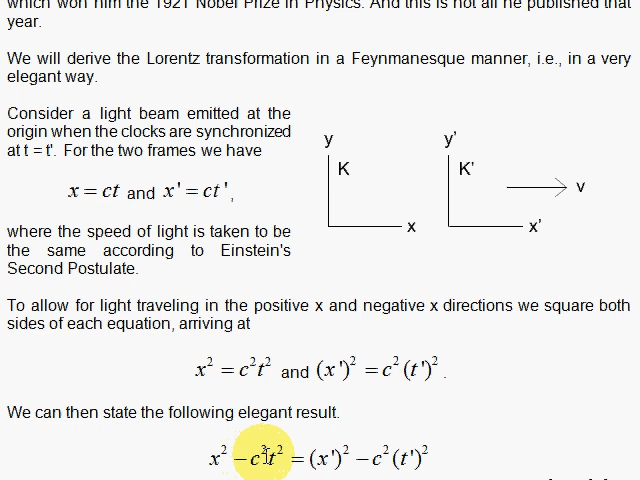 which won him the 1921 Nobel Prize in Physics. And this is not all he published that
year.
We will derive the Lorentz transformation in a Feynmanesque manner, i.e., in a very
elegant way.
Consider a light beam emitted at the
origin when the clocks are synchronized
at t = t'. For the two frames we have
x = ct and x' = ct',
where the speed of light is taken to be
the same according to Einstein's
Second Postulate.
y
K
x
y'
K'
x'
v
To allow for light traveling in the positive x and negative x directions we square both
sides of each equation, arriving at
x² = c²t² and (x')² = c²(t')².
We can then state the following elegant result.
x² − c²t² = (x')² − c²(t')²